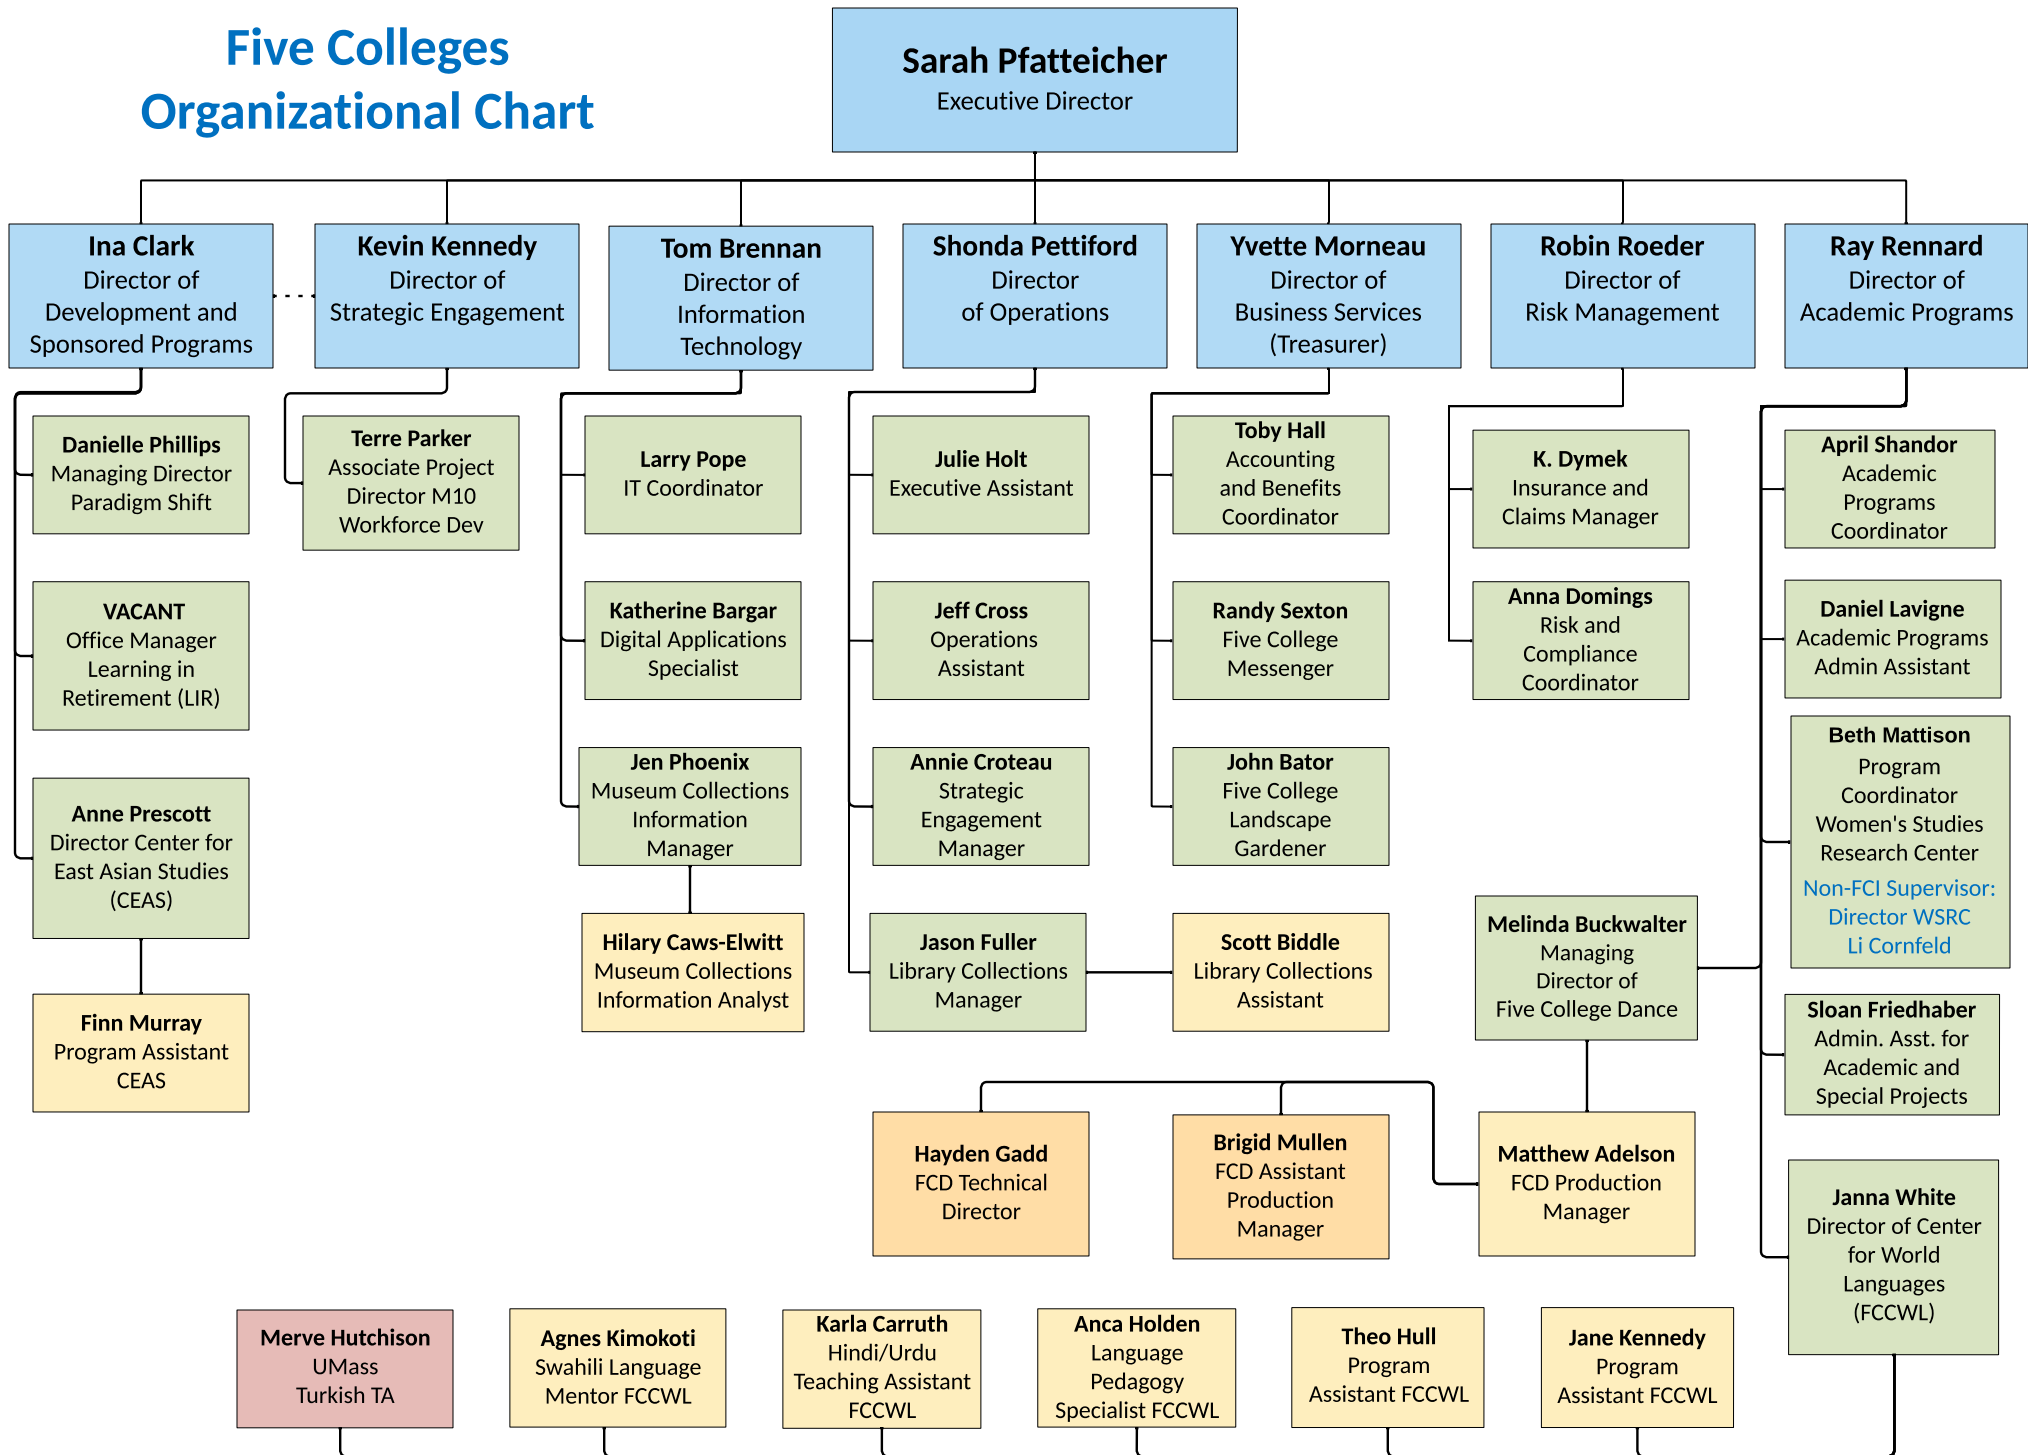 Five Colleges
Organizational Chart
Sarah Pfatteicher
Executive Director
Ina Clark
Director of
Development and
Sponsored Programs
Kevin Kennedy
Director of
Strategic Engagement
Tom Brennan
Director of
Information
Technology
Shonda Pettiford
Director
of Operations
Yvette Morneau
Director of
Business Services
(Treasurer)
Robin Roeder
Director of
Risk Management
Ray Rennard
Director of
Academic Programs
Danielle Phillips
Managing Director
Paradigm Shift
Terre Parker
Associate Project
Director M10
Workforce Dev
Larry Pope
IT Coordinator
Julie Holt
Executive Assistant
Toby Hall
Accounting
and Benefits
Coordinator
K. Dymek
Insurance and
Claims Manager
April Shandor
Academic
Programs
Coordinator
VACANT
Office Manager
Learning in
Retirement (LIR)
Katherine Bargar
Digital Applications
Specialist
Jeff Cross
Operations
Assistant
Randy Sexton
Five College
Messenger
Anna Domings
Risk and
Compliance
Coordinator
Daniel Lavigne
Academic Programs
Admin Assistant
Anne Prescott
Director Center for
East Asian Studies
(CEAS)
Jen Phoenix
Museum Collections
Information
Manager
Annie Croteau
Strategic
Engagement
Manager
John Bator
Five College
Landscape
Gardener
Beth Mattison
Program
Coordinator
Women's Studies
Research Center
Non-FCI Supervisor:
Director WSRC
Li Cornfeld
Finn Murray
Program Assistant
CEAS
Hilary Caws-Elwitt
Museum Collections
Information Analyst
Jason Fuller
Library Collections
Manager
Scott Biddle
Library Collections
Assistant
Melinda Buckwalter
Managing
Director of
Five College Dance
Sloan Friedhaber
Admin. Asst. for
Academic and
Special Projects
Hayden Gadd
FCD Technical
Director
Brigid Mullen
FCD Assistant
Production
Manager
Matthew Adelson
FCD Production
Manager
Janna White
Director of Center
for World
Languages
(FCCWL)
Merve Hutchison
UMass
Turkish TA
Agnes Kimokoti
Swahili Language
Mentor FCCWL
Karla Carruth
Hindi/Urdu
Teaching Assistant
FCCWL
Anca Holden
Language
Pedagogy
Specialist FCCWL
Theo Hull
Program
Assistant FCCWL
Jane Kennedy
Program
Assistant FCCWL